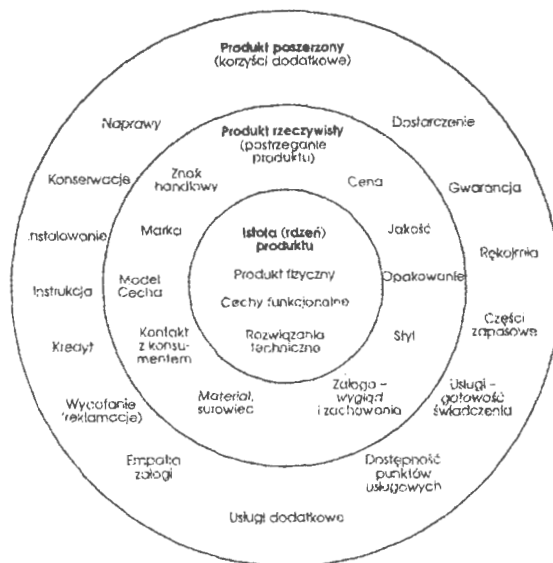 Produkt poszerzony
(korzyści dodatkowe)
Naprawy
Dostarczenie
Produkt rzeczywisty
(postrzeganie
produktu)
Znak
handlowy
Cena
Konserwacje
Gwarancja
Istota (rdzeń)
produktu
Marka
Jakość
Instalowanie
Rękojmia
Produkt fizyczny
Model
Cecha
Opakowanie
Instrukcja
Cechy funkcjonalne
Części
zapasowe
Kontakt
z konsu-
mentem
Rozwiązania
techniczne
Styl
Kredyt
Materiał,
surowiec
Załoga –
wygląd
i zachowania
Usługi –
gotowość
świadczenia
Wycofanie
(reklamacje)
Empatia
załogi
Dostępność
punktów
usługowych
Usługi dodatkowe